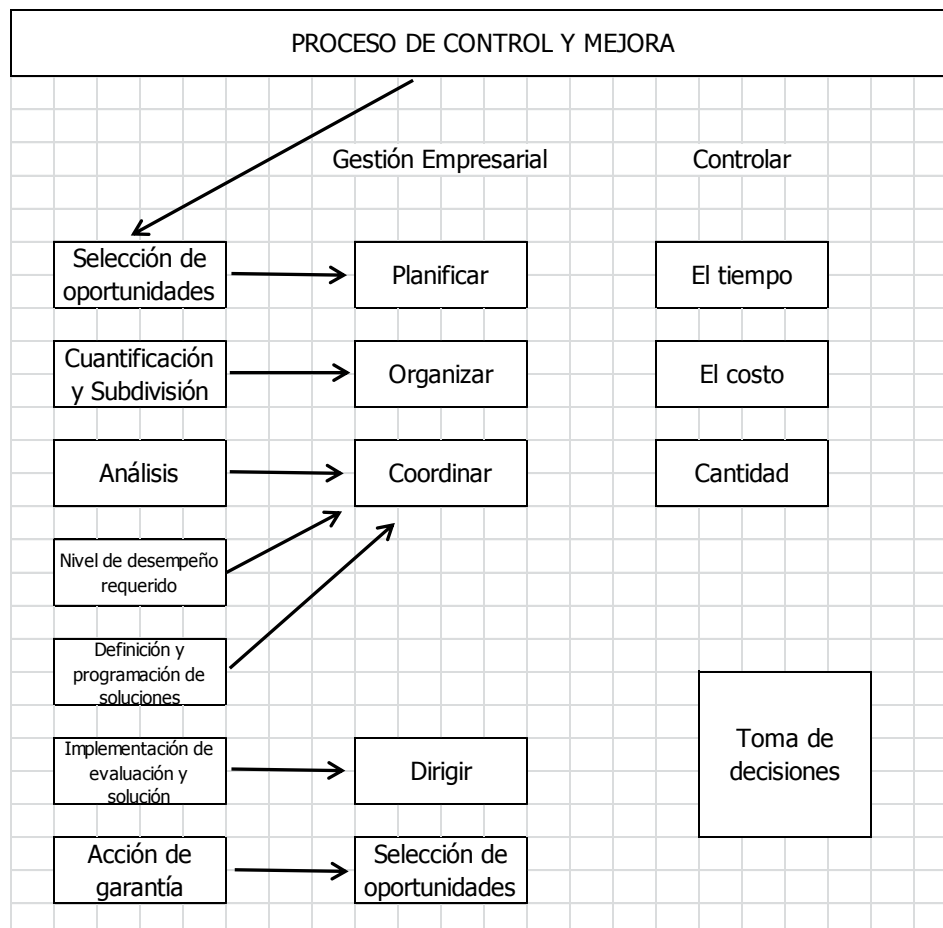 PROCESO DE CONTROL Y MEJORA
Gestión Empresarial
Controlar
Selección de
oportunidades
Planificar
El tiempo
Cuantificación
y Subdivisión
Organizar
El costo
Análisis
Coordinar
Cantidad
Nivel de desempeño
requerido
Definición y
programación de
soluciones
Toma de
decisiones
Implementación de
evaluación y
solución
Dirigir
Acción de
garantía
Selección de
oportunidades